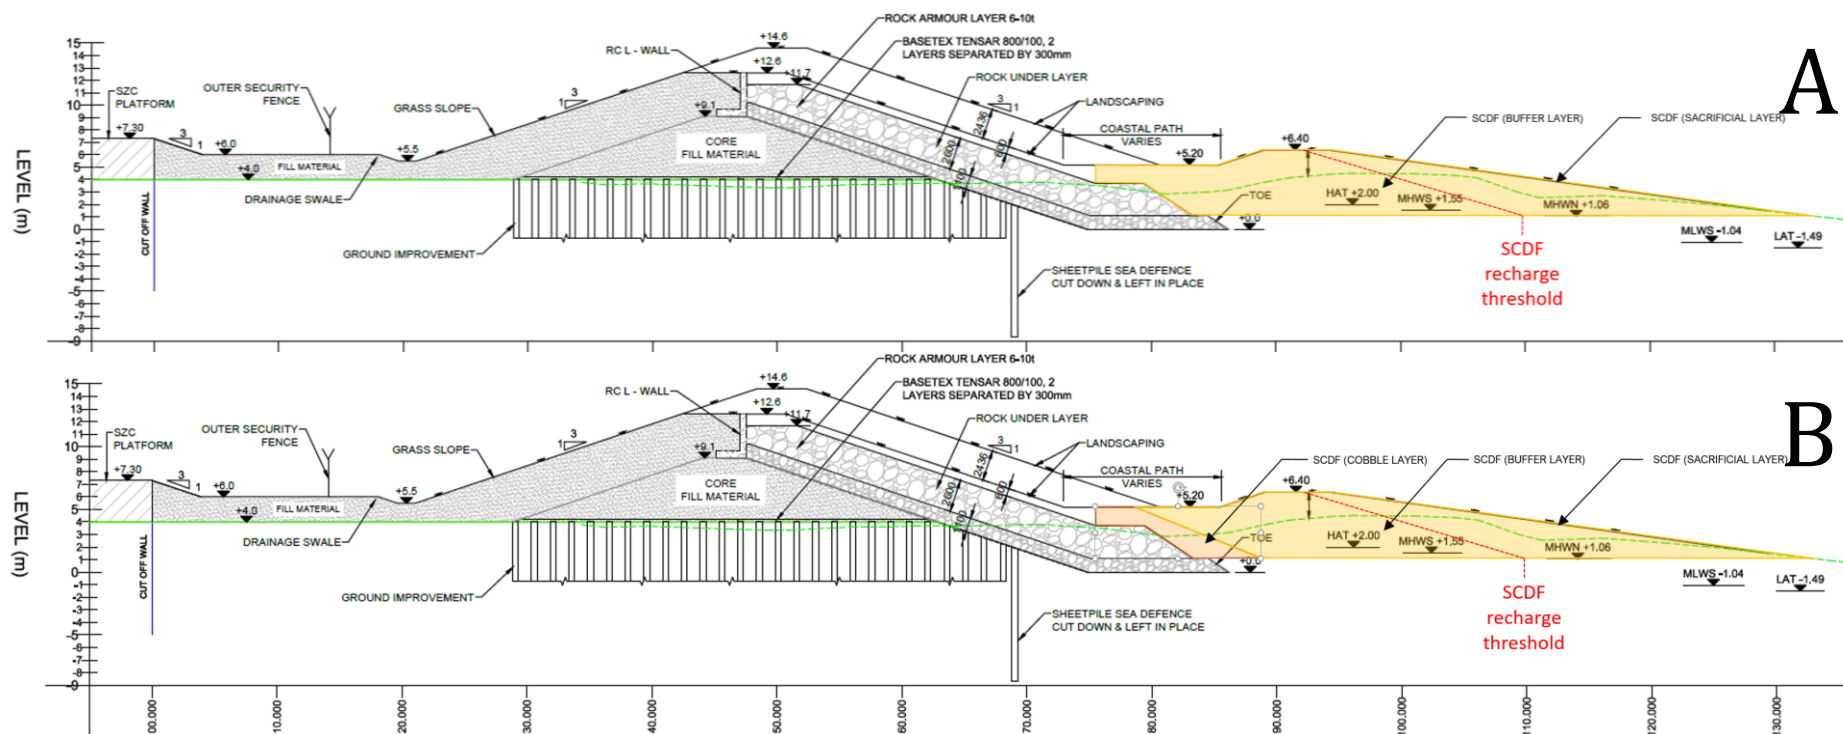 A
LEVEL (m)
15
14
13
12
11
10
9
8
7
6
5
4
3
2
1
0
-1
-2
-3
-4
-5
-6
-7
-8
-9
SZC
PLATFORM
+7.30
3
1
OUTER SECURITY
FENCE
+6.0
+4.0
FILL MATERIAL
DRAINAGE SWALE
+5.5
CUT OFF WALL
GRASS SLOPE
1
3
GROUND IMPROVEMENT
RC L - WALL
+14.6
+12.6
+11.7
+9.1
CORE
FILL MATERIAL
ROCK ARMOUR LAYER 6-10t
BASETEX TENSAR 800/100, 2
LAYERS SEPARATED BY 300mm
ROCK UNDER LAYER
3
1
LANDSCAPING
2436
600
2600
1100
COASTAL PATH
VARIES
+5.20
TOE
+0.0
SHEETPILE SEA DEFENCE
CUT DOWN & LEFT IN PLACE
+6.40
SCDF (BUFFER LAYER)
SCDF (SACRIFICIAL LAYER)
HAT +2.00
MHWS +1.55
MHWN +1.06
MLWS -1.04
LAT -1.49
SCDF
recharge
threshold
B
LEVEL (m)
15
14
13
12
11
10
9
8
7
6
5
4
3
2
1
0
-1
-2
-3
-4
-5
-6
-7
-8
-9
SZC
PLATFORM
+7.30
3
1
OUTER SECURITY
FENCE
+6.0
+4.0
FILL MATERIAL
DRAINAGE SWALE
+5.5
CUT OFF WALL
GRASS SLOPE
1
3
GROUND IMPROVEMENT
RC L - WALL
+14.6
+12.6
+11.7
+9.1
CORE
FILL MATERIAL
ROCK ARMOUR LAYER 6-10t
BASETEX TENSAR 800/100, 2
LAYERS SEPARATED BY 300mm
ROCK UNDER LAYER
3
1
LANDSCAPING
2436
600
2600
1100
COASTAL PATH
VARIES
+5.20
TOE
+0.0
SHEETPILE SEA DEFENCE
CUT DOWN & LEFT IN PLACE
+6.40
SCDF (COBBLE LAYER)
SCDF (BUFFER LAYER)
SCDF (SACRIFICIAL LAYER)
HAT +2.00
MHWS +1.55
MHWN +1.06
MLWS -1.04
LAT -1.49
SCDF
recharge
threshold
00.000
10.000
20.000
30.000
40.000
50.000
60.000
70.000
80.000
90.000
100.000
110.000
120.000
130.000